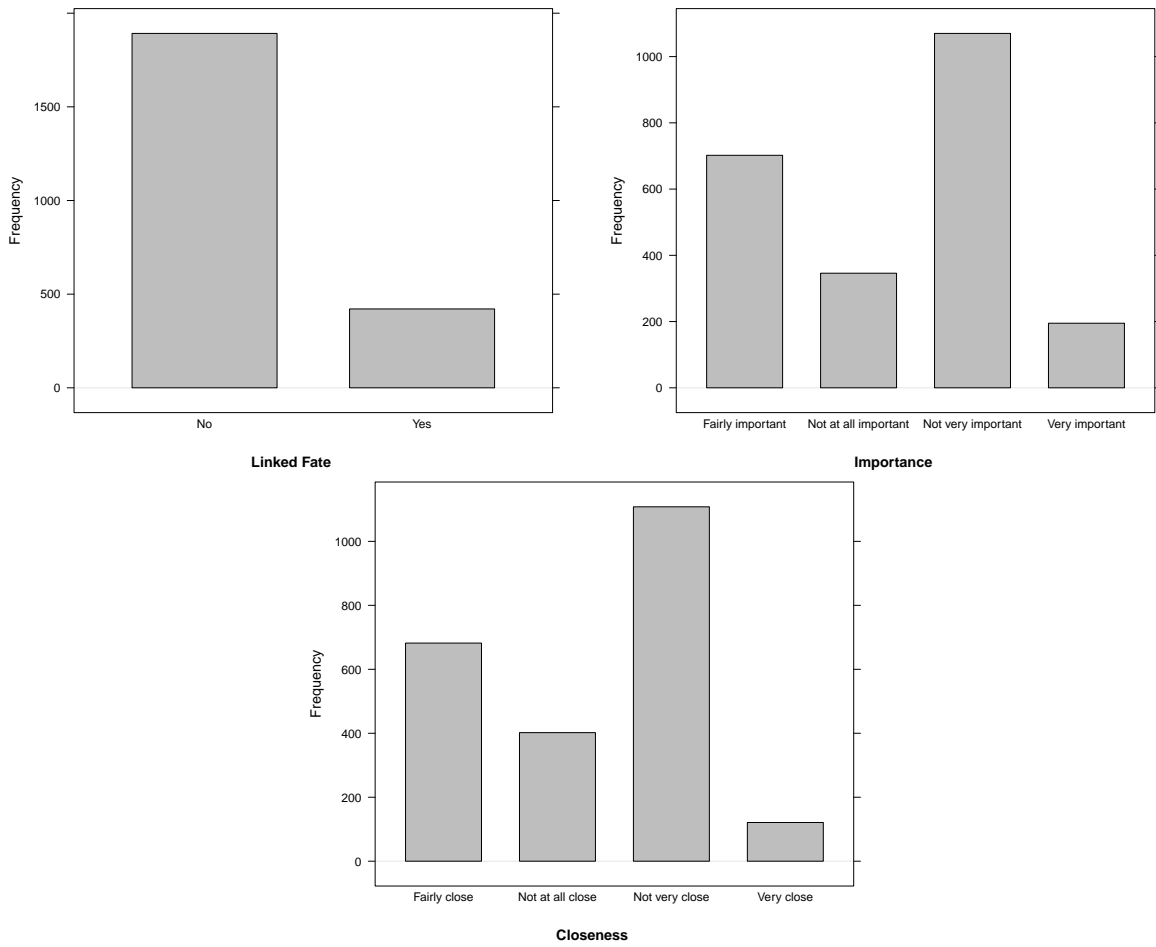 Frequency
1500
1000
500
0
No Yes
Linked Fate
Frequency
1000
800
600
400
200
0
Fairly important Not at all important Not very important Very important
Importance
Frequency
1000
800
600
400
200
0
Fairly close Not at all close Not very close Very close
Closeness